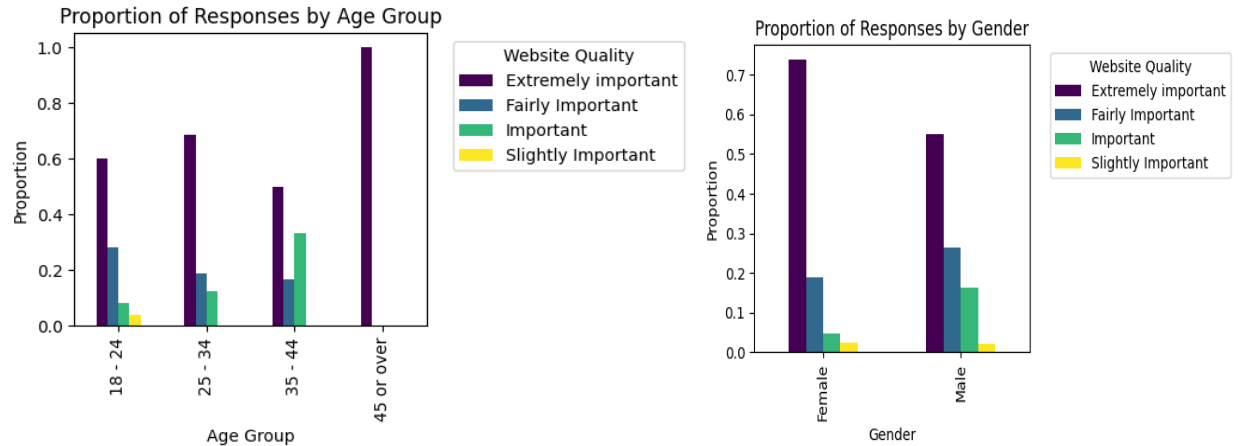 Proportion of Responses by Age Group
Proportion
1.0
0.8
0.6
0.4
0.2
0.0
18 - 24
25 - 34
35 - 44
45 or over
Age Group
Website Quality
Extremely important
Fairly Important
Important
Slightly Important
Proportion of Responses by Gender
Proportion
0.7
0.6
0.5
0.4
0.3
0.2
0.1
0.0
Female
Male
Gender
Website Quality
Extremely important
Fairly Important
Important
Slightly Important